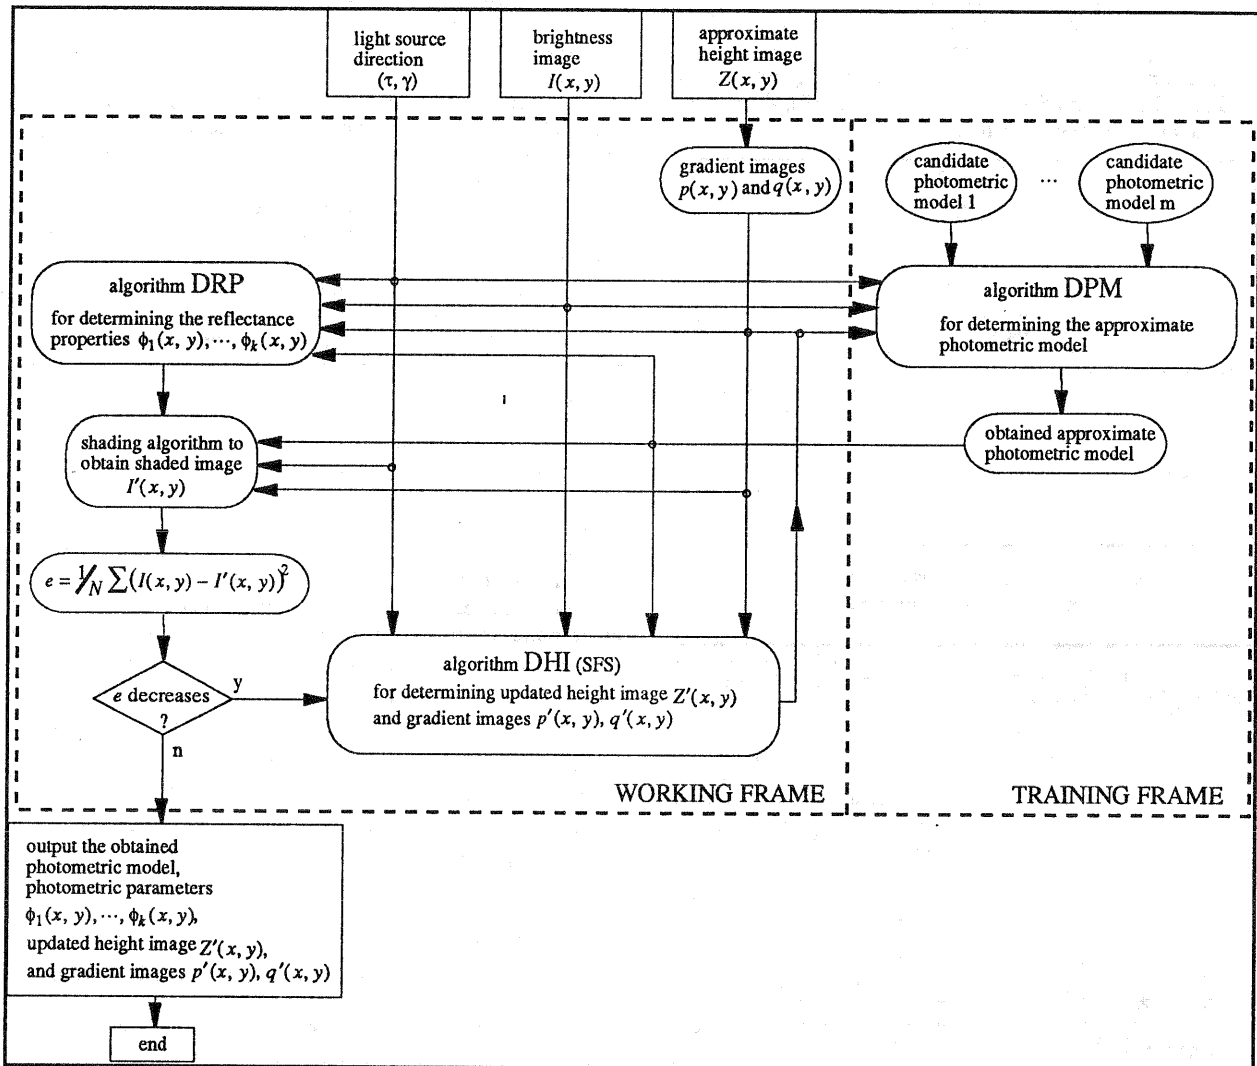 light source
direction
(τ, γ)
brightness
image
I(x, y)
approximate
height image
Z(x, y)
gradient images
p(x, y) and q(x, y)
candidate
photometric
model 1
...
candidate
photometric
model m
algorithm DRP
for determining the reflectance
properties ϕ₁(x, y), ⋯, ϕₖ(x, y)
algorithm DPM
for determining the approximate
photometric model
shading algorithm to
obtain shaded image
I′(x, y)
obtained approximate
photometric model
e = 1/N ∑(I(x, y) − I′(x, y))²
e decreases
?
y
n
algorithm DHI (SFS)
for determining updated height image Z′(x, y)
and gradient images p′(x, y), q′(x, y)
WORKING FRAME
TRAINING FRAME
output the obtained
photometric model,
photometric parameters
ϕ₁(x, y), ⋯, ϕₖ(x, y),
updated height image Z′(x, y),
and gradient images p′(x, y), q′(x, y)
end